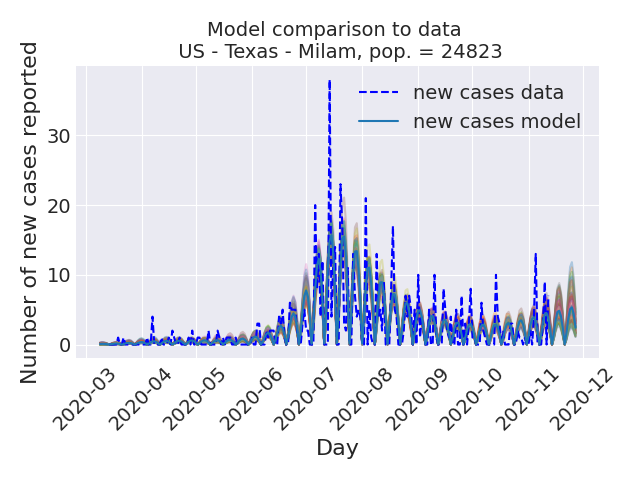 Model comparison to data
US - Texas - Milam, pop. = 24823
new cases data
new cases model
Number of new cases reported
30
20
10
0
2020-03
2020-04
2020-05
2020-06
2020-07
2020-08
2020-09
2020-10
2020-11
2020-12
Day